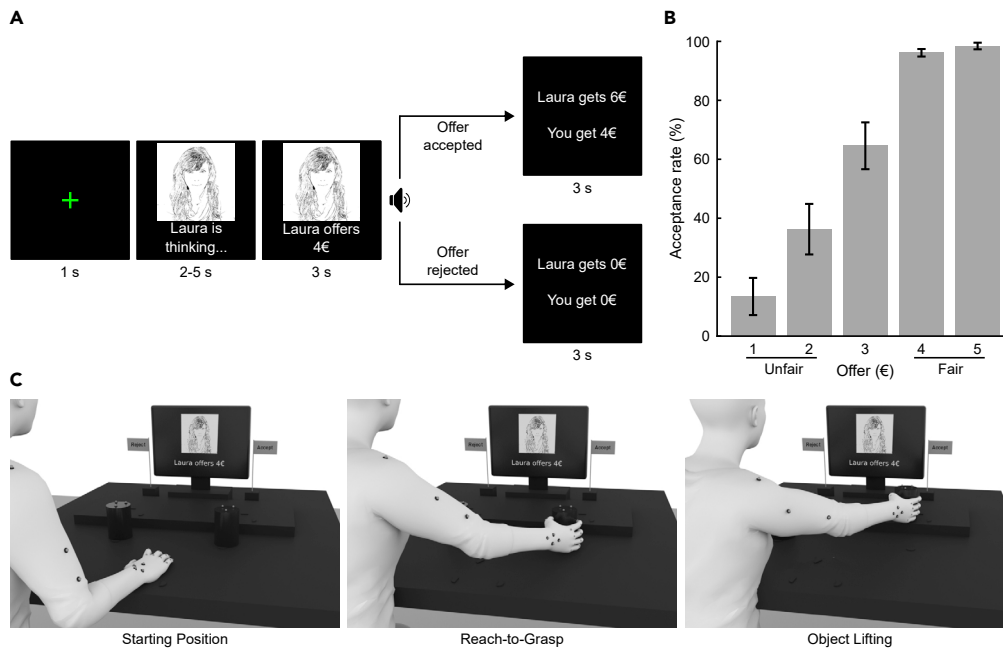 A
Laura is
thinking...
Laura offers
4€
1 s
2-5 s
3 s
Offer
accepted
Offer
rejected
Laura gets 6€
You get 4€
3 s
Laura gets 0€
You get 0€
3 s
B
Acceptance rate (%)
100
80
60
40
20
0
1 2 3 4 5
Unfair Offer (€) Fair
C
Reject
Accept
Laura offers 4€
Starting Position
Reject
Accept
Laura offers 4€
Reach-to-Grasp
Reject
Accept
Laura offers 4€
Object Lifting